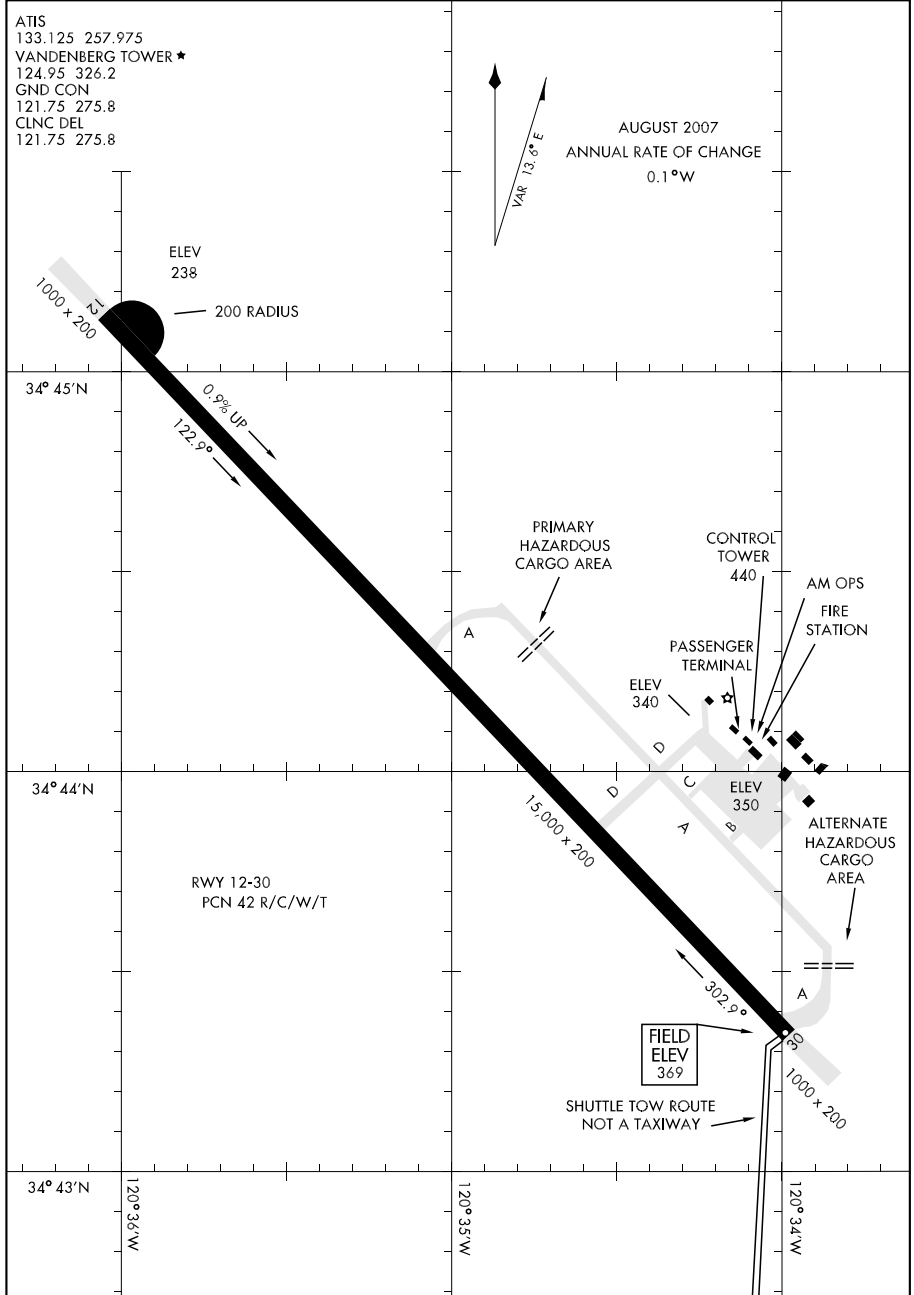 ATIS
133.125 257.975
VANDENBERG TOWER ★
124.95 326.2
GND CON
121.75 275.8
CLNC DEL
121.75 275.8
VAR 13.6° E
AUGUST 2007
ANNUAL RATE OF CHANGE
0.1°W
ELEV
238
200 RADIUS
1000 x 200
12
34° 45'N
0.9% UP
122.9°
PRIMARY
HAZARDOUS
CARGO AREA
CONTROL
TOWER
440
AM OPS
FIRE
STATION
PASSENGER
TERMINAL
A
ELEV
340
D
34° 44'N
D
C
ELEV
350
A
B
15,000 x 200
ALTERNATE
HAZARDOUS
CARGO
AREA
RWY 12-30
PCN 42 R/C/W/T
302.9°
A
30
FIELD
ELEV
369
1000 x 200
SHUTTLE TOW ROUTE
NOT A TAXIWAY
34° 43'N
120° 36'W
120° 35'W
120° 34'W